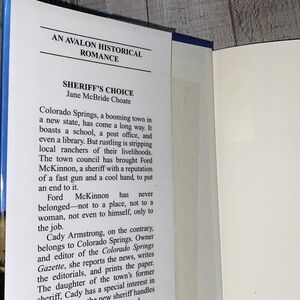 AN AVALON HISTORICAL
ROMANCE
SHERIFF'S CHOICE
Jane McBride Choate
Colorado Springs, a booming town in
a new state, has come a long way. It
boasts a school, a post office, and
even a library. But rustling is stripping
local ranchers of their livelihoods.
The town council has brought Ford
McKinnon, a sheriff with a reputation
of a fast gun and a cool hand, to put
an end to it.
Ford McKinnon has never
belonged—not to a place, not to a
woman, not even to himself, only to
the job.
Cady Armstrong, on the contrary,
belongs to Colorado Springs. Owner
and editor of the Colorado Springs
Gazette, she reports the news, writes
the editorials, and prints the paper.
The daughter of the town's former
sheriff, Cady has a special interest in
the new sheriff handles